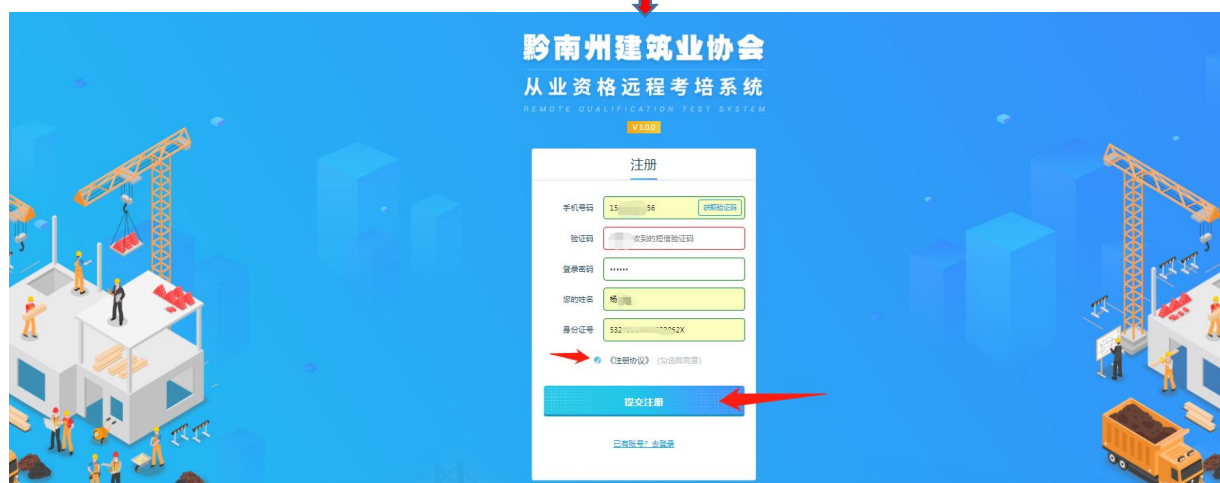 黔南州建筑业协会
从业资格远程考培系统
REMOTE QUALIFICATION TEST SYSTEM
V 1.0.0
注册
手机号码 15 56 获取验证码
验证码 收到的短信验证码
登录密码 ······
您的姓名 杨
身份证号 532 2062X
《注册协议》 (勾选即同意)
提交注册
已有账号? 去登录